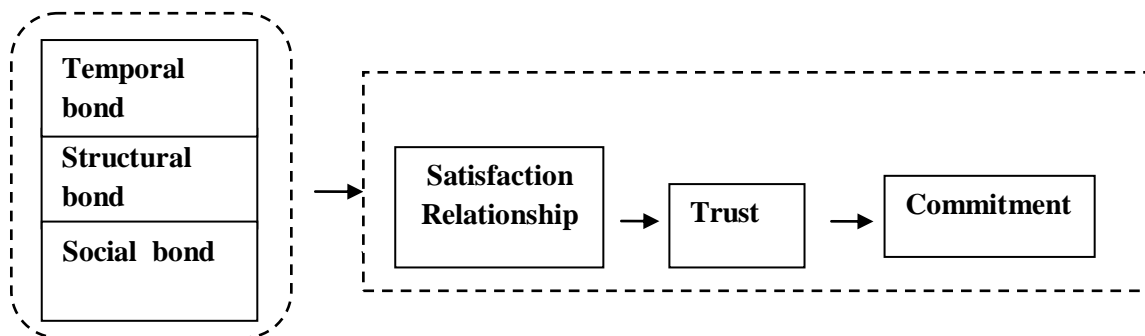 Temporal
bond
Structural
bond
Social bond
Satisfaction
Relationship
Trust
Commitment